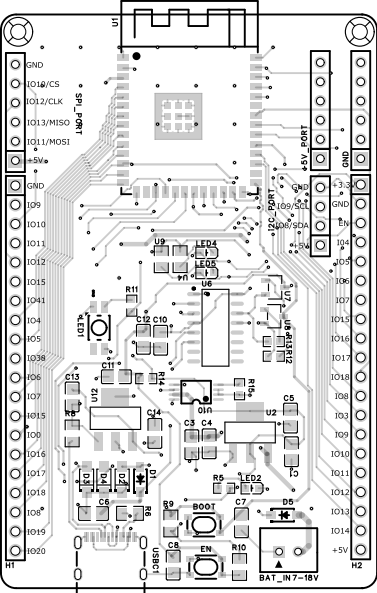 U1
GND
IO10/CS
IO12/CLK
IO13/MISO
IO11/MOSI
+5V
SPI_PORT
+5V_PORT
GND
GND
IO9/SCL
IO8/SDA
+5V
I2C_PORT
GND
IO9
IO10
IO11
IO12
IO15
IO41
IO4
IO5
IO38
IO6
IO7
IO15
IO0
IO16
IO17
IO18
IO8
IO19
IO20
H1
+3.3V
GND
EN
IO4
IO5
IO6
IO7
IO15
IO16
IO17
IO18
IO8
IO3
IO9
IO10
IO11
IO12
IO13
IO14
+5V
H2
U9
LED4
LED5
U4
U6
U7
U8
R13
R12
R11
LED1
C12
C10
C11
R14
C13
U12
R8
C14
U10
R15
C5
U2
C3
C4
D3
D4
D2
D1
R5
LED2
C6
R6
R9
BOOT
C7
D5
C8
EN
R10
USBC1
BAT_IN 7-18V